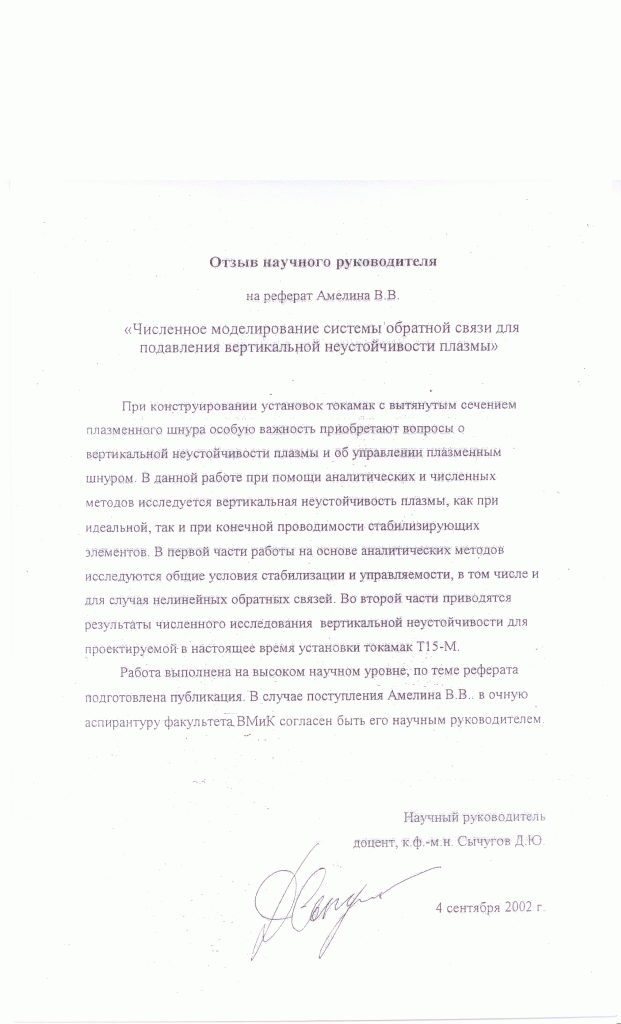 Отзыв научного руководителя
на реферат Амелина В.В.
«Численное моделирование системы обратной связи для
подавления вертикальной неустойчивости плазмы»
При конструировании установок токамак с вытянутым сечением
плазменного шнура особую важность приобретают вопросы о
вертикальной неустойчивости плазмы и об управлении плазменным
шнуром. В данной работе при помощи аналитических и численных
методов исследуется вертикальная неустойчивость плазмы, как при
идеальной, так и при конечной проводимости стабилизирующих
элементов. В первой части работы на основе аналитических методов
исследуются общие условия стабилизации и управляемости, в том числе и
для случая нелинейных обратных связей. Во второй части приводятся
результаты численного исследования вертикальной неустойчивости для
проектируемой в настоящее время установки токамак Т15-М.
Работа выполнена на высоком научном уровне, по теме реферата
подготовлена публикация. В случае поступления Амелина В.В.. в очную
аспирантуру факультета ВМиК согласен быть его научным руководителем.
Научный руководитель
доцент, к.ф.-м.н. Сычугов Д.Ю.
4 сентября 2002 г.